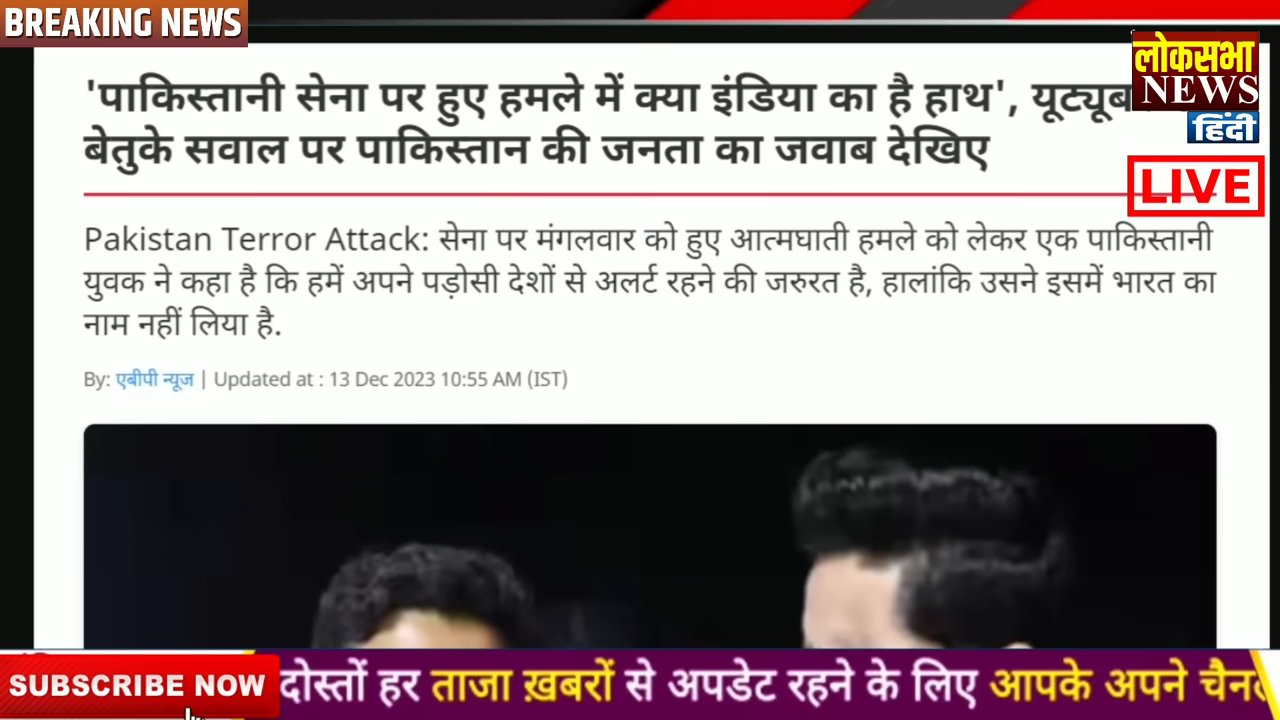 BREAKING NEWS
लोकसभा
NEWS
हिंदी
LIVE
'पाकिस्तानी सेना पर हुए हमले में क्या इंडिया का है हाथ', यूट्यूब
बेतुके सवाल पर पाकिस्तान की जनता का जवाब देखिए
Pakistan Terror Attack: सेना पर मंगलवार को हुए आत्मघाती हमले को लेकर एक पाकिस्तानी
युवक ने कहा है कि हमें अपने पड़ोसी देशों से अलर्ट रहने की जरुरत है, हालांकि उसने इसमें भारत का
नाम नहीं लिया है.
By: एबीपी न्यूज | Updated at : 13 Dec 2023 10:55 AM (IST)
SUBSCRIBE NOW
दोस्तों हर ताजा ख़बरों से अपडेट रहने के लिए आपके अपने